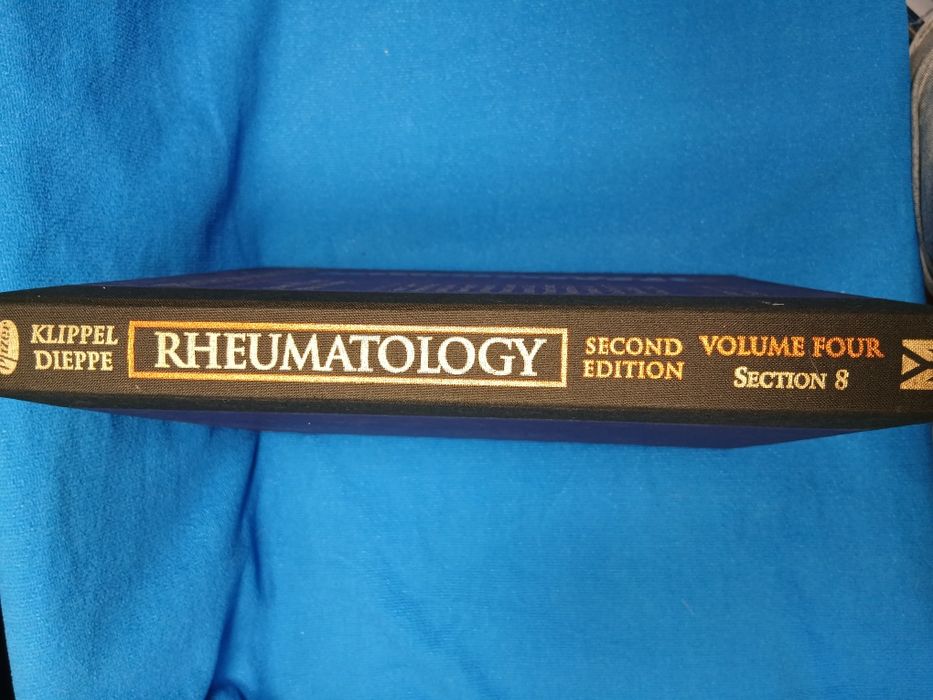 KLIPPEL
DIEPPE
RHEUMATOLOGY
SECOND
EDITION
VOLUME FOUR
SECTION 8